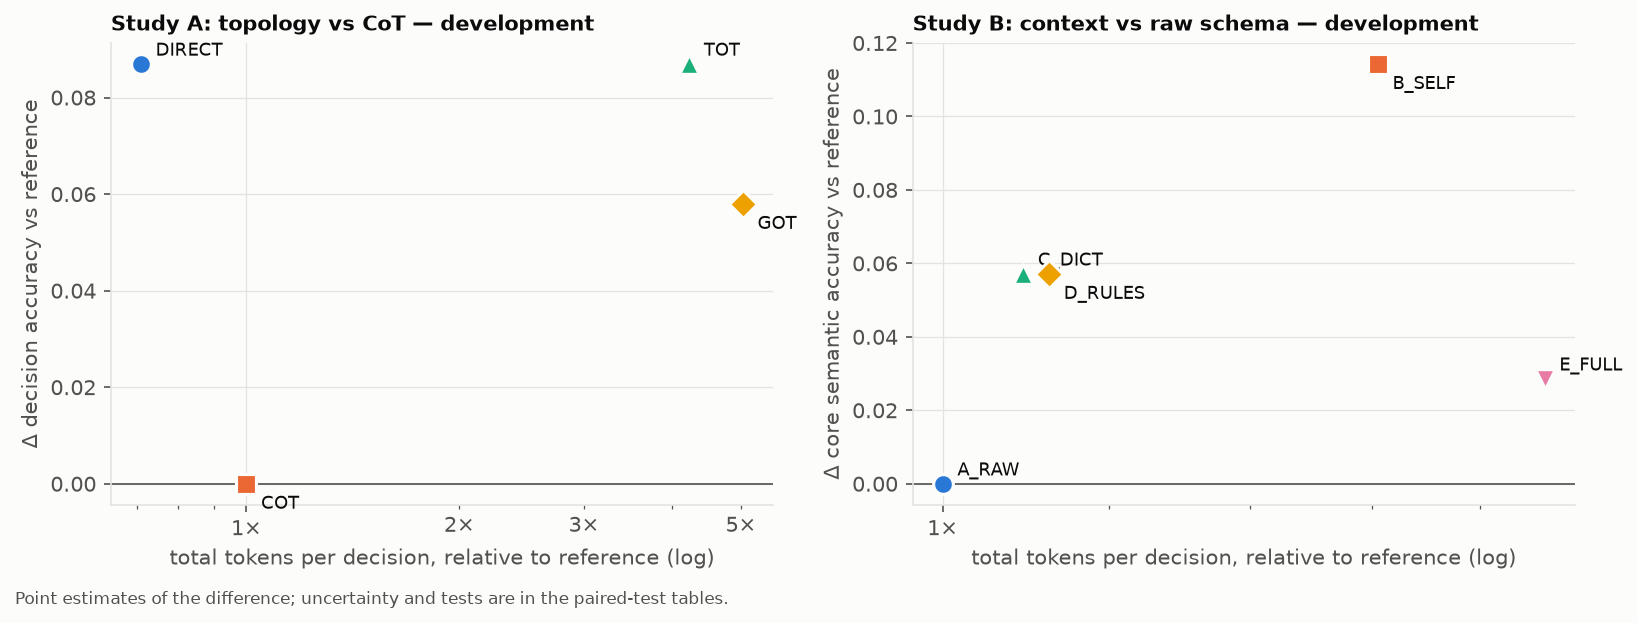 Study A: topology vs CoT — development
DIRECT
TOT
0.08
0.06
GOT
0.04
0.02
0.00
COT
1×
2×
3×
5×
Δ decision accuracy vs reference
total tokens per decision, relative to reference (log)
Study B: context vs raw schema — development
0.12
B_SELF
0.10
0.08
0.06
C_DICT
D_RULES
0.04
E_FULL
0.02
A_RAW
0.00
1×
Δ core semantic accuracy vs reference
total tokens per decision, relative to reference (log)
Point estimates of the difference; uncertainty and tests are in the paired-test tables.